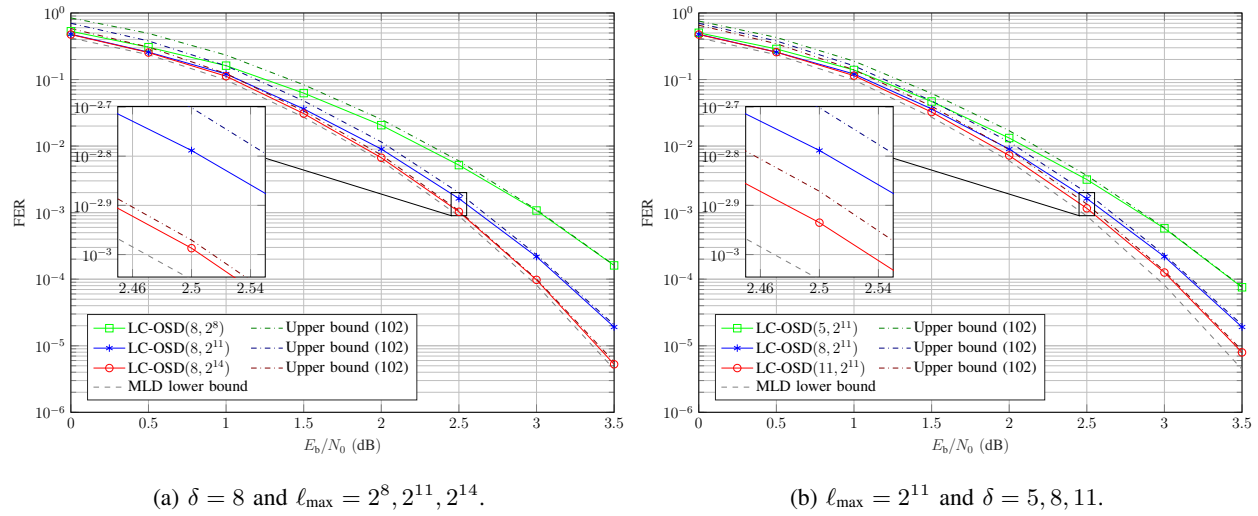 10^0
10^-1
10^-2
10^-3
10^-4
10^-5
10^-6
FER
10^-2.7
10^-2.8
10^-2.9
10^-3
2.46 2.5 2.54
LC-OSD(8, 2^8) Upper bound (102)
LC-OSD(8, 2^11) Upper bound (102)
LC-OSD(8, 2^14) Upper bound (102)
MLD lower bound
0 0.5 1 1.5 2 2.5 3 3.5
E_b/N_0 (dB)
(a) δ = 8 and ℓ_max = 2^8, 2^11, 2^14.
10^0
10^-1
10^-2
10^-3
10^-4
10^-5
10^-6
FER
10^-2.7
10^-2.8
10^-2.9
10^-3
2.46 2.5 2.54
LC-OSD(5, 2^11) Upper bound (102)
LC-OSD(8, 2^11) Upper bound (102)
LC-OSD(11, 2^11) Upper bound (102)
MLD lower bound
0 0.5 1 1.5 2 2.5 3 3.5
E_b/N_0 (dB)
(b) ℓ_max = 2^11 and δ = 5, 8, 11.